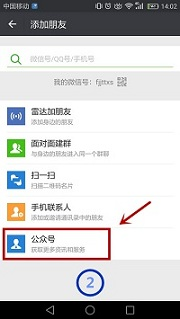 中国移动 14:02
添加朋友
微信号/QQ号/手机号
我的微信号：fjjttxs
雷达加朋友
添加身边的朋友
面对面建群
与身边的朋友进入同一个群聊
扫一扫
扫描二维码名片
手机联系人
添加或邀请通讯录中的朋友
公众号
获取更多资讯和服务
2